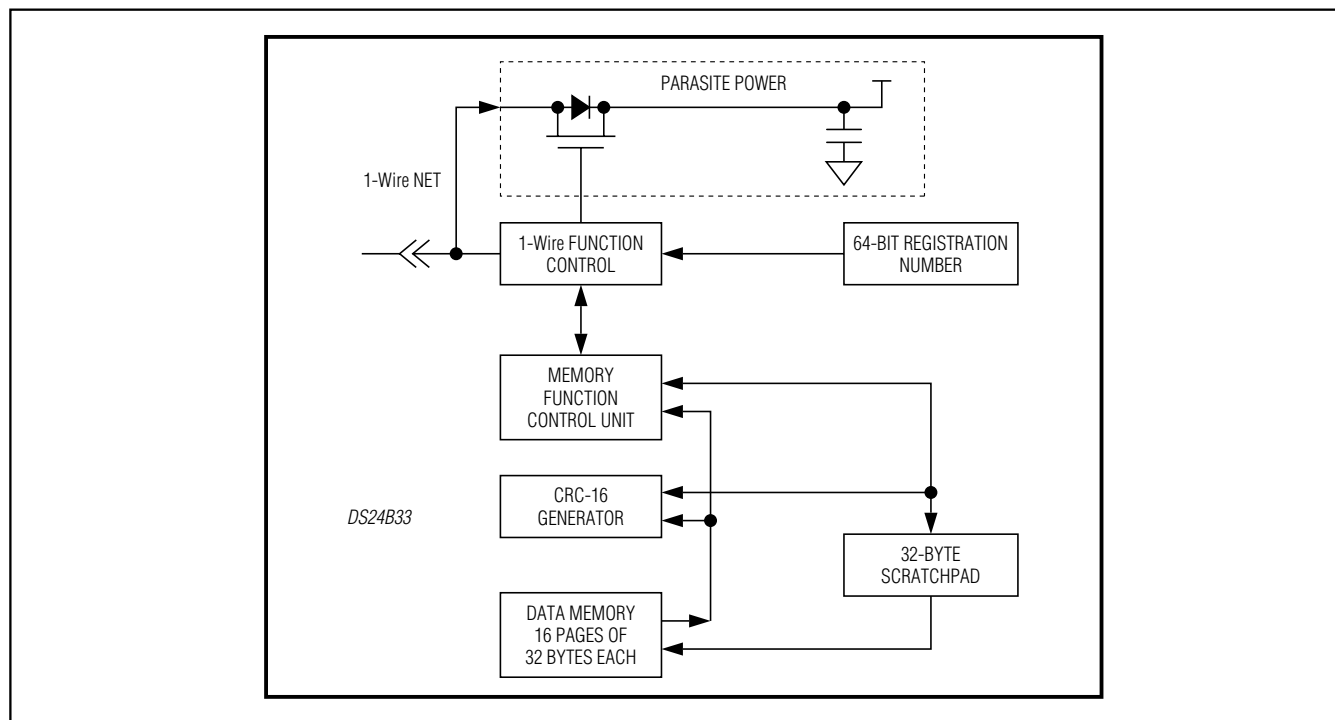 PARASITE POWER
1-Wire NET
1-Wire FUNCTION
CONTROL
64-BIT REGISTRATION
NUMBER
MEMORY
FUNCTION
CONTROL UNIT
CRC-16
GENERATOR
DS24B33
32-BYTE
SCRATCHPAD
DATA MEMORY
16 PAGES OF
32 BYTES EACH